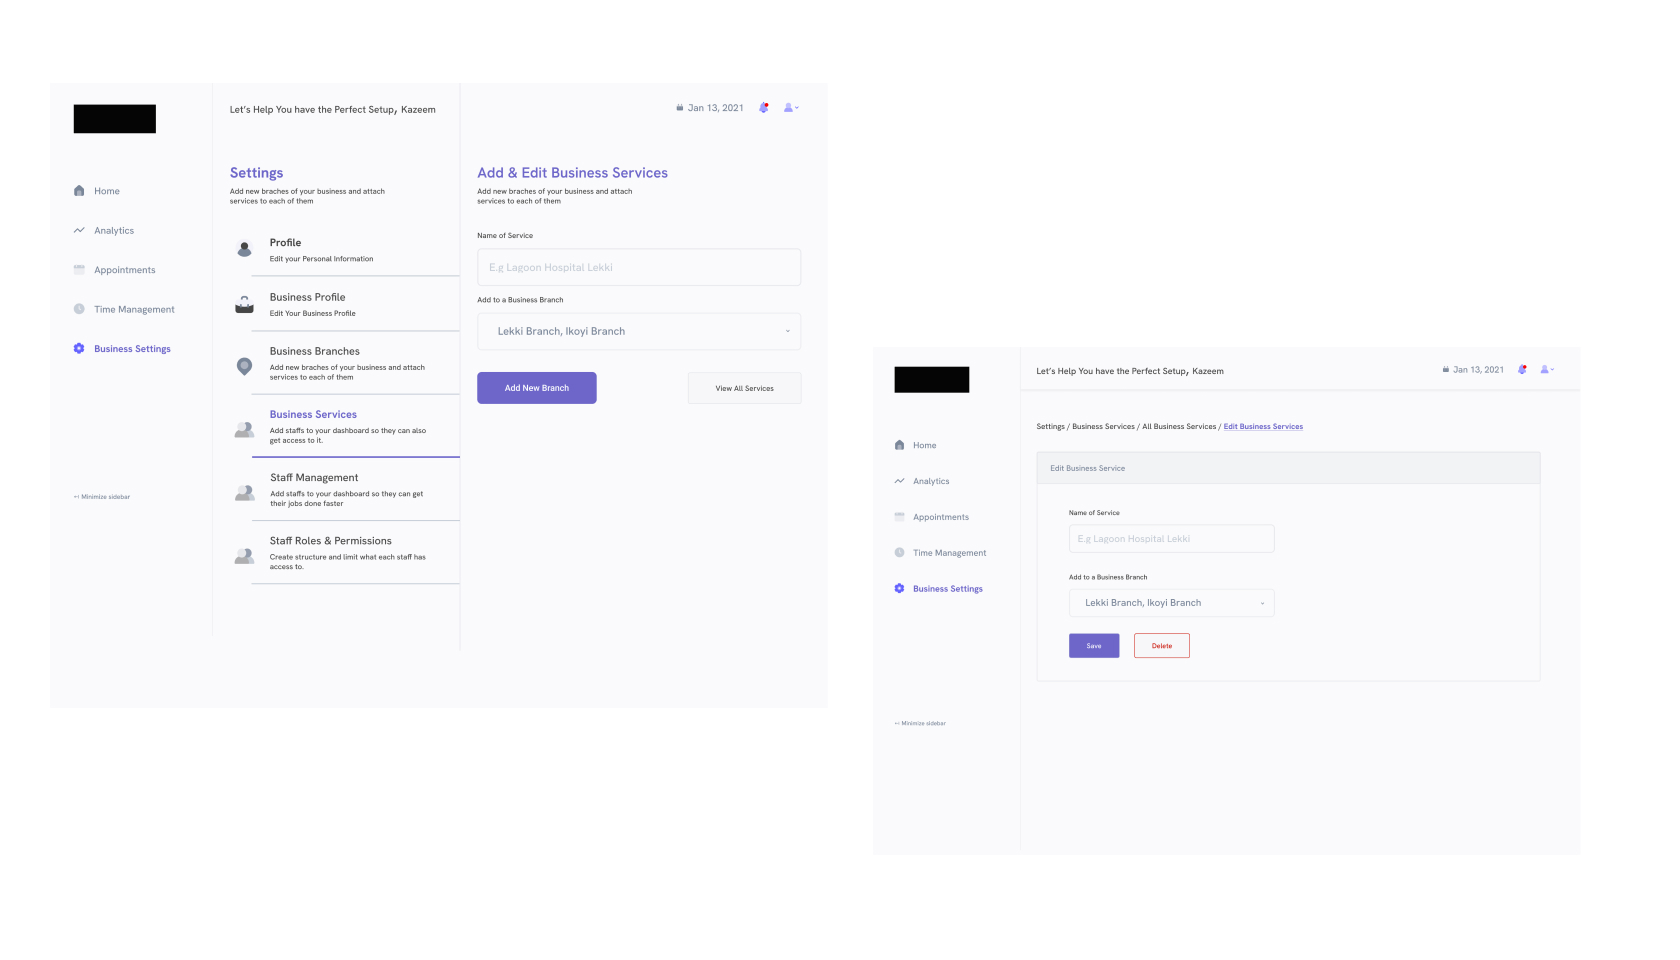 Let's Help You have the Perfect Setup, Kazeem
Jan 13, 2021
Home
Analytics
Appointments
Time Management
Business Settings
↤ Minimize sidebar
Settings
Add new braches of your business and attach
services to each of them
Profile
Edit your Personal Information
Business Profile
Edit Your Business Profile
Business Branches
Add new braches of your business and attach
services to each of them
Business Services
Add staffs to your dashboard so they can also
get access to it.
Staff Management
Add staffs to your dashboard so they can get
their jobs done faster
Staff Roles & Permissions
Create structure and limit what each staff has
access to.
Add & Edit Business Services
Add new braches of your business and attach
services to each of them
Name of Service
E.g Lagoon Hospital Lekki
Add to a Business Branch
Lekki Branch, Ikoyi Branch
Add New Branch
View All Services
Let's Help You have the Perfect Setup, Kazeem
Jan 13, 2021
Home
Analytics
Appointments
Time Management
Business Settings
↤ Minimize sidebar
Settings / Business Services / All Business Services / Edit Business Services
Edit Business Service
Name of Service
E.g Lagoon Hospital Lekki
Add to a Business Branch
Lekki Branch, Ikoyi Branch
Save
Delete